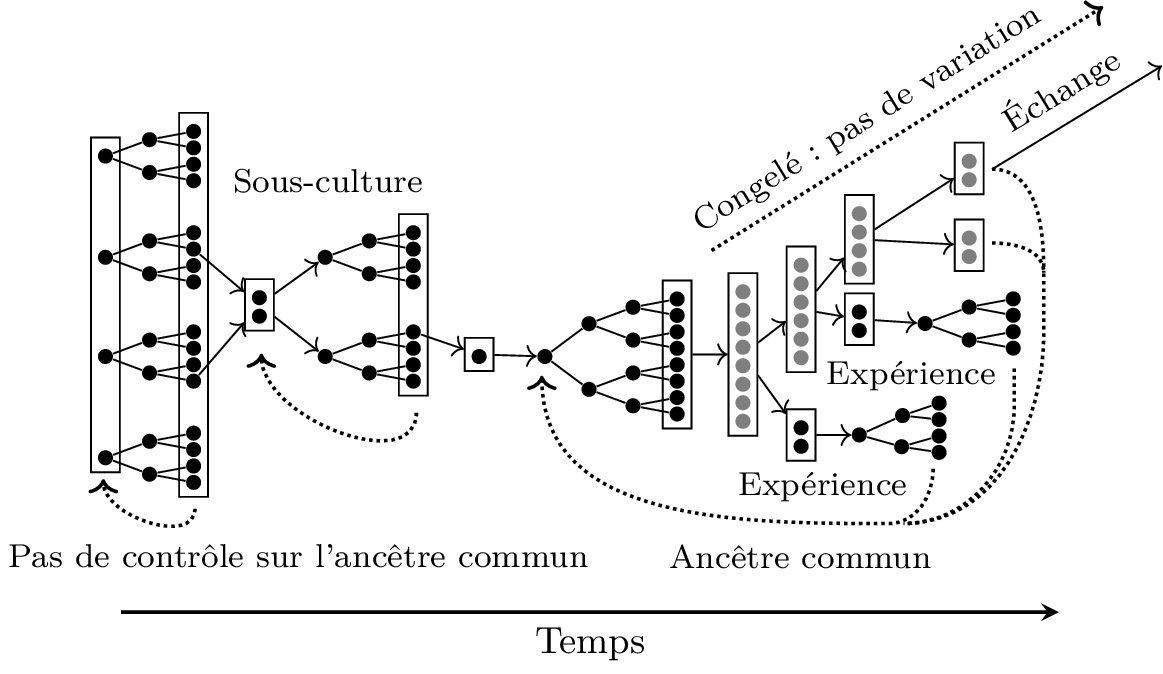 Congelé : pas de variation
Échange
Sous-culture
Expérience
Expérience
Pas de contrôle sur l'ancêtre commun
Ancêtre commun
Temps